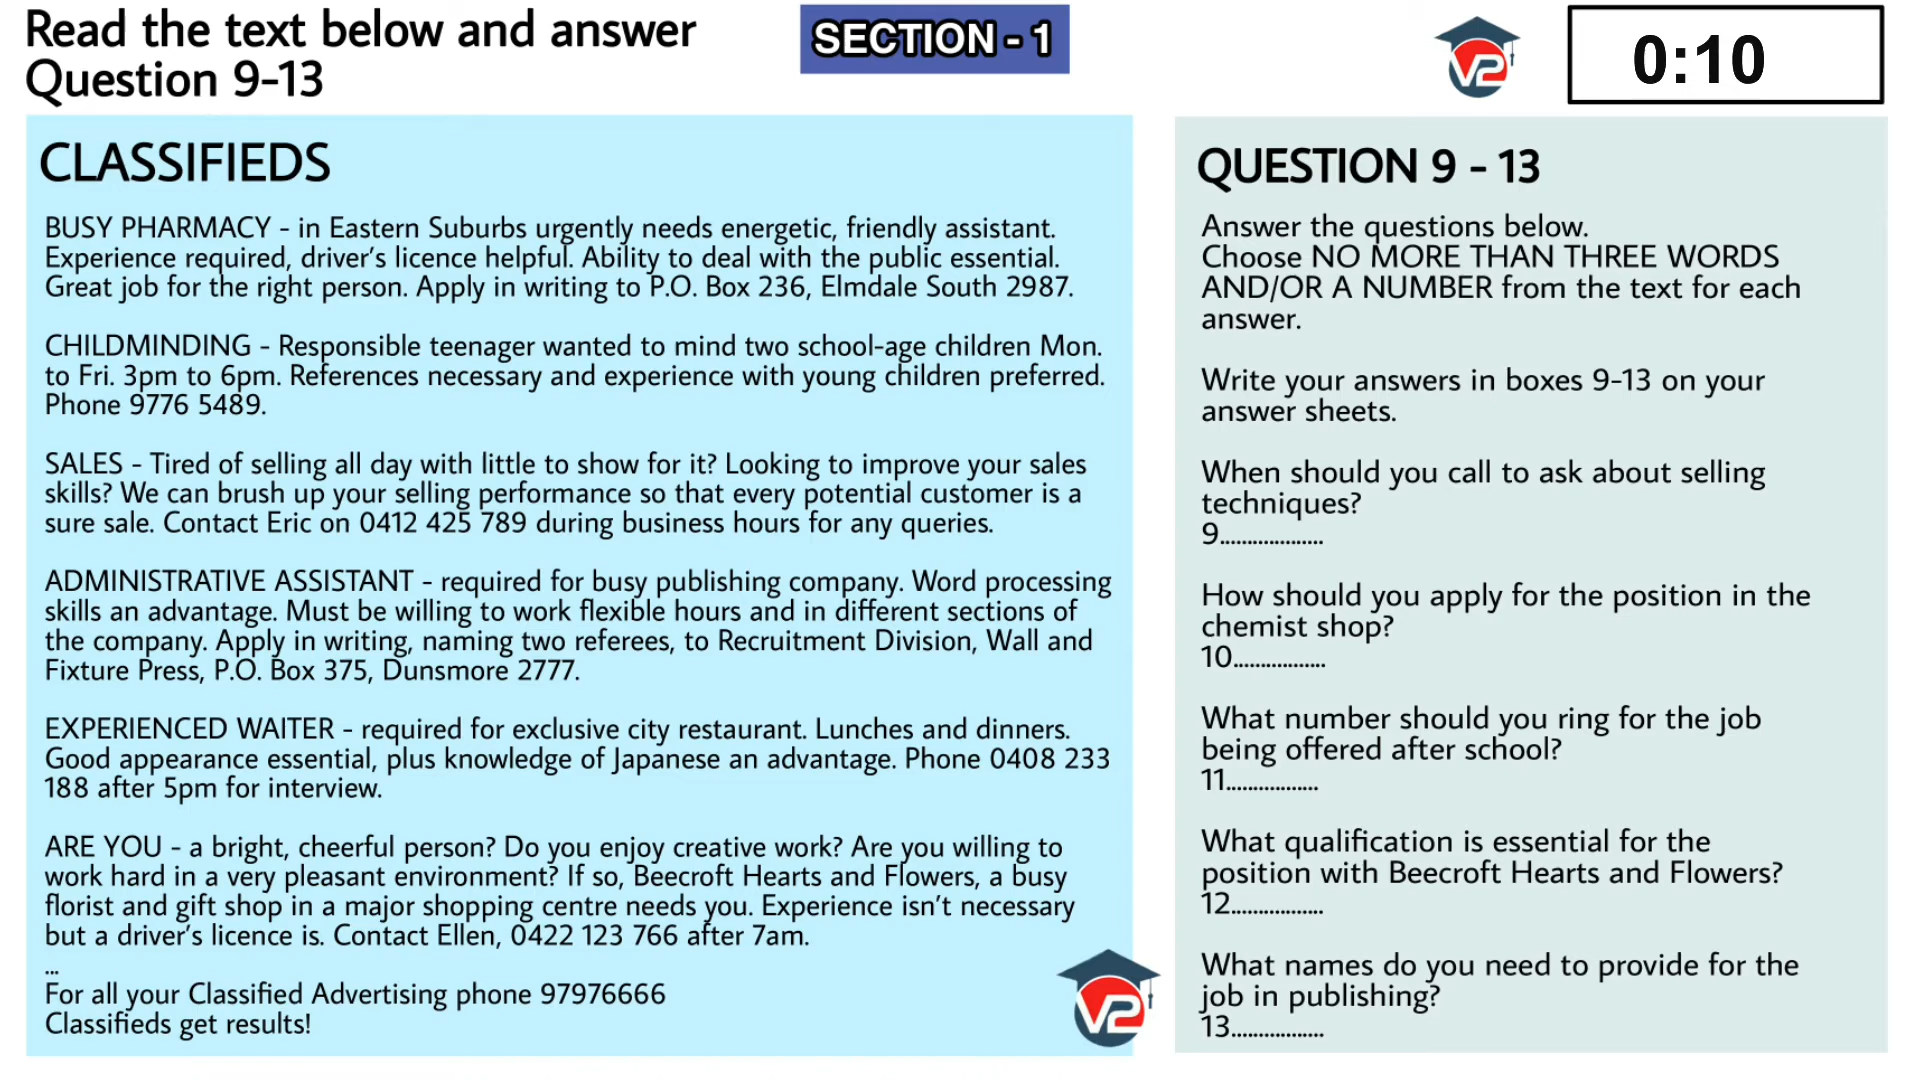 Read the text below and answer
Question 9-13
SECTION - 1
V2
0:10
CLASSIFIEDS
BUSY PHARMACY - in Eastern Suburbs urgently needs energetic, friendly assistant.
Experience required, driver's licence helpful. Ability to deal with the public essential.
Great job for the right person. Apply in writing to P.O. Box 236, Elmdale South 2987.
CHILDMINDING - Responsible teenager wanted to mind two school-age children Mon.
to Fri. 3pm to 6pm. References necessary and experience with young children preferred.
Phone 9776 5489.
SALES - Tired of selling all day with little to show for it? Looking to improve your sales
skills? We can brush up your selling performance so that every potential customer is a
sure sale. Contact Eric on 0412 425 789 during business hours for any queries.
ADMINISTRATIVE ASSISTANT - required for busy publishing company. Word processing
skills an advantage. Must be willing to work flexible hours and in different sections of
the company. Apply in writing, naming two referees, to Recruitment Division, Wall and
Fixture Press, P.O. Box 375, Dunsmore 2777.
EXPERIENCED WAITER - required for exclusive city restaurant. Lunches and dinners.
Good appearance essential, plus knowledge of Japanese an advantage. Phone 0408 233
188 after 5pm for interview.
ARE YOU - a bright, cheerful person? Do you enjoy creative work? Are you willing to
work hard in a very pleasant environment? If so, Beecroft Hearts and Flowers, a busy
florist and gift shop in a major shopping centre needs you. Experience isn't necessary
but a driver's licence is. Contact Ellen, 0422 123 766 after 7am.
...
For all your Classified Advertising phone 97976666
Classifieds get results!
V2
QUESTION 9 - 13
Answer the questions below.
Choose NO MORE THAN THREE WORDS
AND/OR A NUMBER from the text for each
answer.
Write your answers in boxes 9-13 on your
answer sheets.
When should you call to ask about selling
techniques?
9...................
How should you apply for the position in the
chemist shop?
10.................
What number should you ring for the job
being offered after school?
11.................
What qualification is essential for the
position with Beecroft Hearts and Flowers?
12.................
What names do you need to provide for the
job in publishing?
13.................